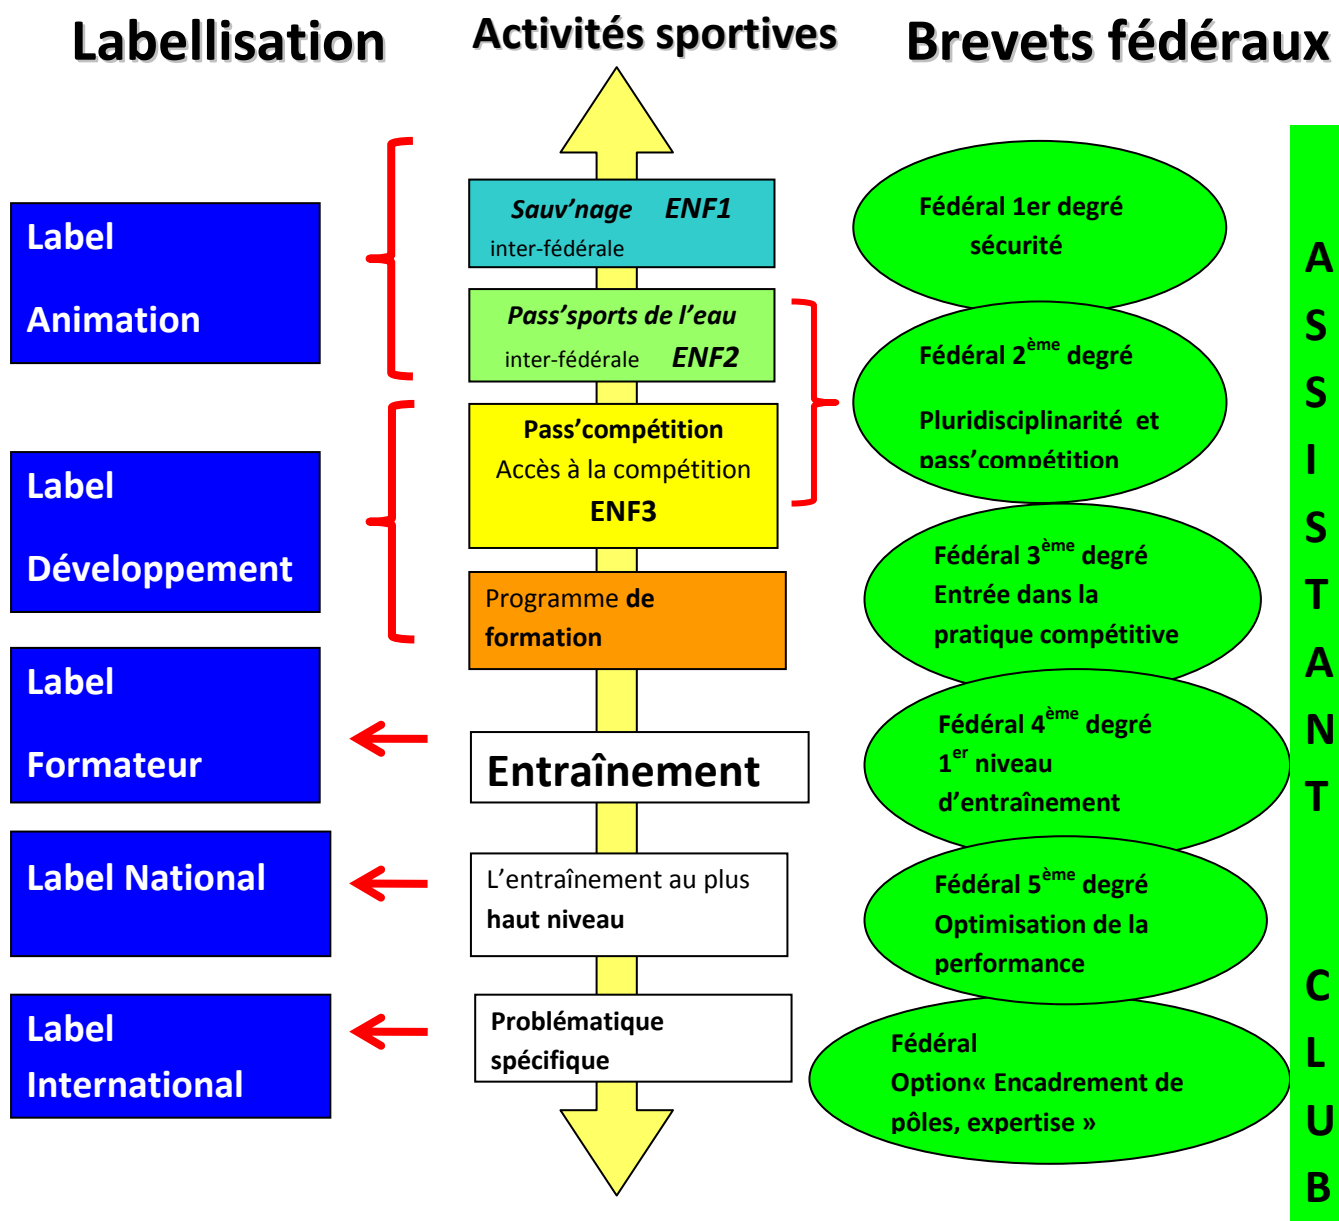 Labellisation
Activités sportives
Brevets fédéraux
Label
Animation
Label
Développement
Label
Formateur
Label National
Label
International
Sauv’nage ENF1
inter-fédérale
Pass’sports de l’eau
inter-fédérale ENF2
Pass’compétition
Accès à la compétition
ENF3
Programme de
formation
Entraînement
L’entraînement au plus
haut niveau
Problématique
spécifique
Fédéral 1er degré
sécurité
Fédéral 2ème degré
Pluridisciplinarité et
pass’compétition
Fédéral 3ème degré
Entrée dans la
pratique compétitive
Fédéral 4ème degré
1er niveau
d’entraînement
Fédéral 5ème degré
Optimisation de la
performance
Fédéral
Option« Encadrement de
pôles, expertise »
A
S
S
I
S
T
A
N
T
C
L
U
B